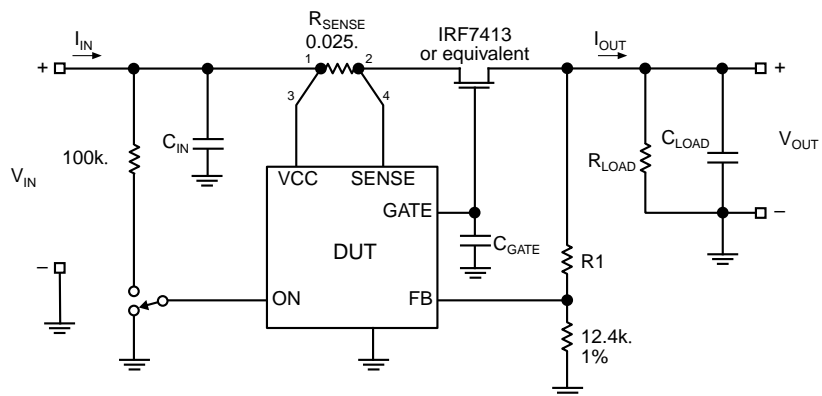 R_SENSE
0.025.
IRF7413
or equivalent
I_IN
I_OUT
+
1
2
+
3
4
100k.
C_IN
C_LOAD
R_LOAD
V_IN
V_OUT
VCC
SENSE
GATE
−
C_GATE
DUT
R1
−
ON
FB
12.4k.
1%